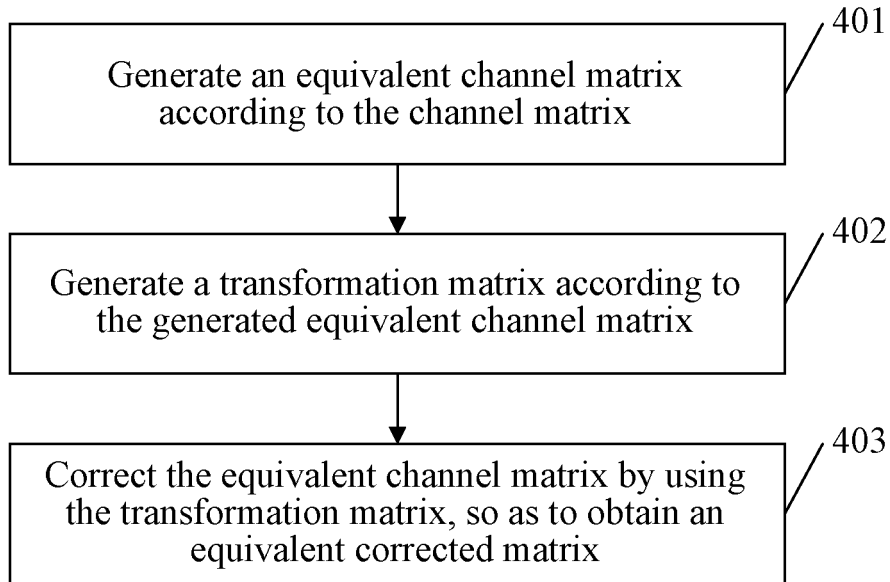 401
Generate an equivalent channel matrix
according to the channel matrix
402
Generate a transformation matrix according to
the generated equivalent channel matrix
403
Correct the equivalent channel matrix by using
the transformation matrix, so as to obtain an
equivalent corrected matrix